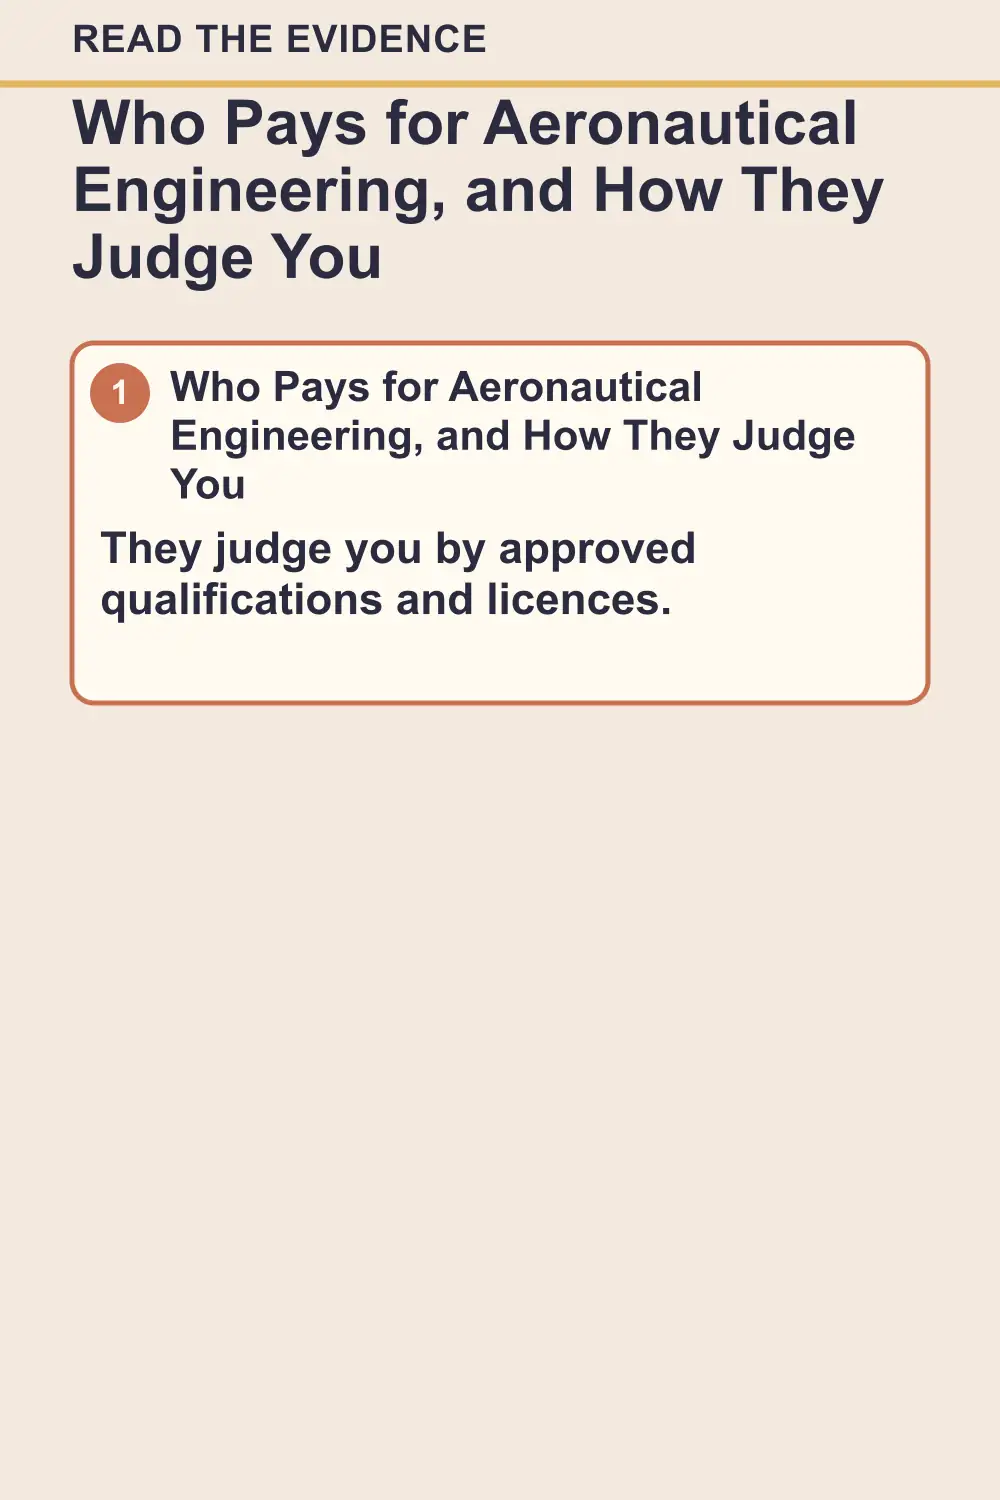 READ THE EVIDENCE
Who Pays for Aeronautical
Engineering, and How They
Judge You
1
Who Pays for Aeronautical
Engineering, and How They Judge
You
They judge you by approved
qualifications and licences.